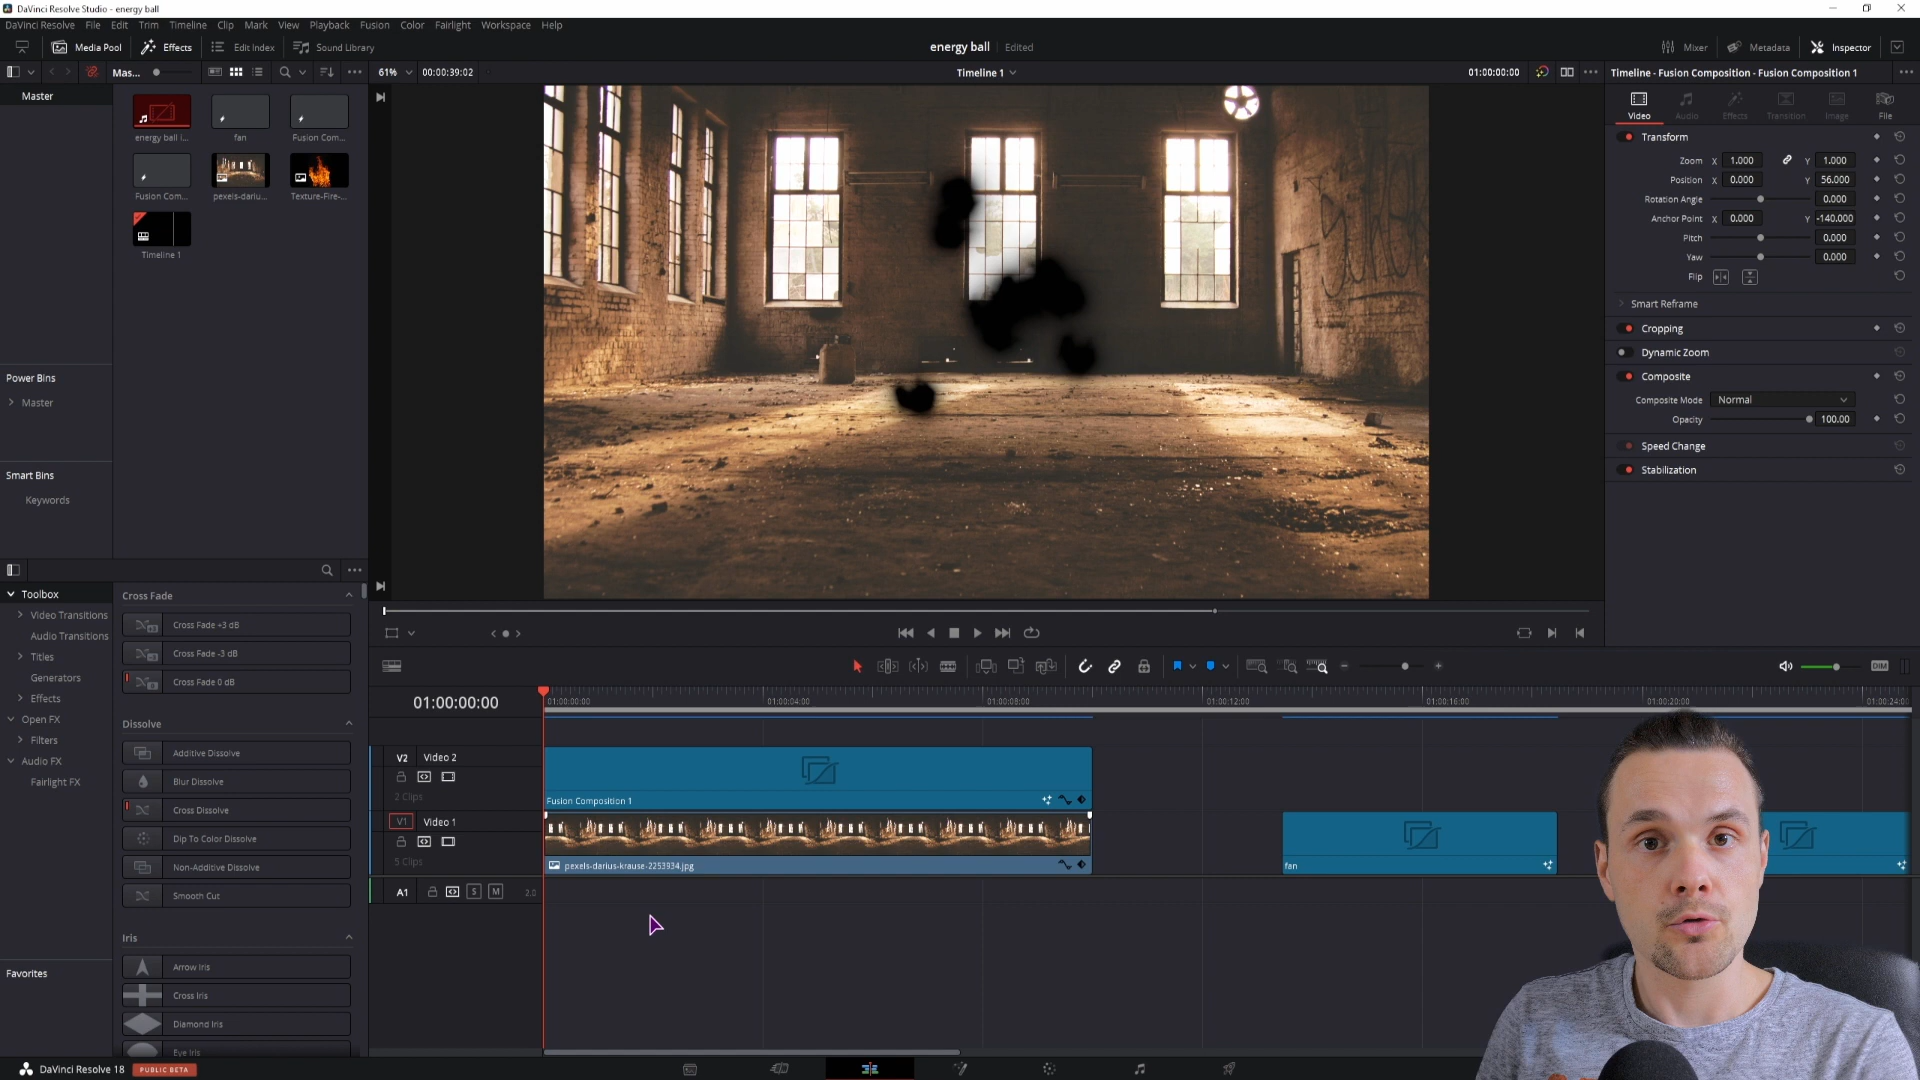 DaVinci Resolve Studio - energy ball
DaVinci Resolve File Edit Trim Timeline Clip Mark View Playback Fusion Color Fairlight Workspace Help
Media Pool Effects Edit Index Sound Library energy ball Edited Mixer Metadata Inspector
Mas... 61% 00:00:39:02 Timeline 1 01:00:00:00 Timeline - Fusion Composition - Fusion Composition 1
Master
energy ball i... fan Fusion Com...
Fusion Com... pexels-dariu... Texture-Fire-...
Timeline 1
Power Bins
Master
Smart Bins
Keywords
Video Audio Effects Transition Image File
Transform
Zoom X 1.000 Y 1.000
Position X 0.000 Y 56.000
Rotation Angle 0.000
Anchor Point X 0.000 Y -140.000
Pitch 0.000
Yaw 0.000
Flip
Smart Reframe
Cropping
Dynamic Zoom
Composite
Composite Mode Normal
Opacity 100.00
Speed Change
Stabilization
Toolbox
Video Transitions
Audio Transitions
Titles
Generators
Effects
Open FX
Filters
Audio FX
Fairlight FX
Favorites
Cross Fade
Cross Fade +3 dB
Cross Fade -3 dB
Cross Fade 0 dB
Dissolve
Additive Dissolve
Blur Dissolve
Cross Dissolve
Dip To Color Dissolve
Non-Additive Dissolve
Smooth Cut
Iris
Arrow Iris
Cross Iris
Diamond Iris
Eye Iris
DIM
01:00:00:00 01:00:00:00 01:00:04:00 01:00:08:00 01:00:12:00 01:00:16:00 01:00:20:00 01:00:24:00
V2 Video 2
2 Clips
Fusion Composition 1
V1 Video 1
5 Clips
pexels-darius-krause-2253934.jpg
fan
A1 S M 2.0
DaVinci Resolve 18 PUBLIC BETA